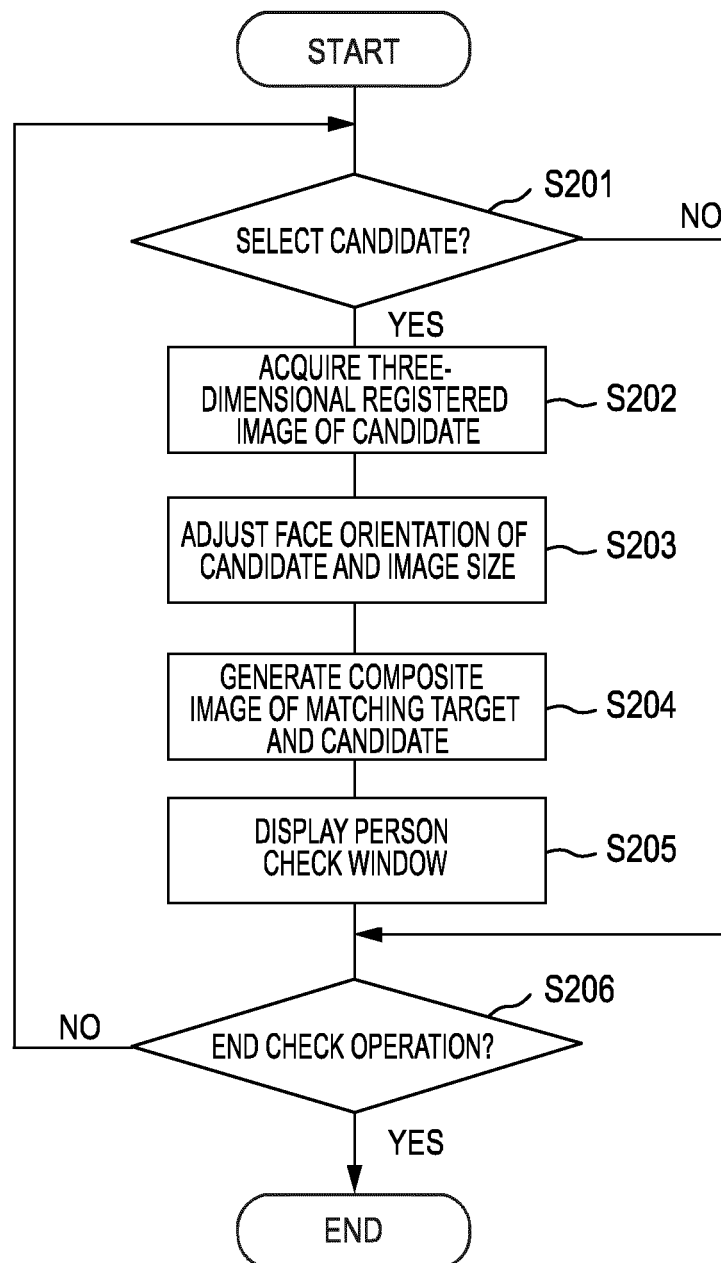 START
S201
NO
SELECT CANDIDATE?
YES
ACQUIRE THREE-
DIMENSIONAL REGISTERED
IMAGE OF CANDIDATE
S202
ADJUST FACE ORIENTATION OF
CANDIDATE AND IMAGE SIZE
S203
GENERATE COMPOSITE
IMAGE OF MATCHING TARGET
AND CANDIDATE
S204
DISPLAY PERSON
CHECK WINDOW
S205
S206
NO
END CHECK OPERATION?
YES
END